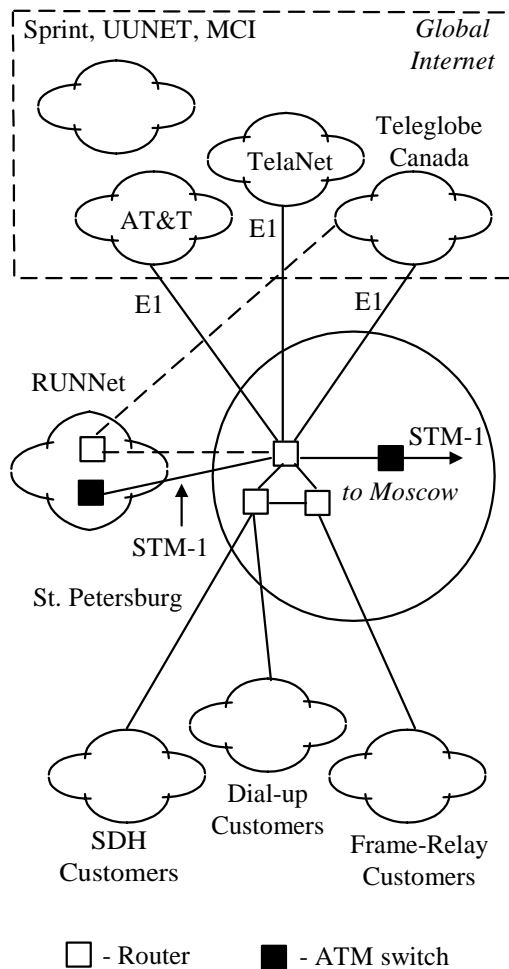 Sprint, UUNET, MCI
Global
Internet
TelaNet
Teleglobe
Canada
AT&T
E1
E1
E1
RUNNet
STM-1
to Moscow
STM-1
St. Petersburg
SDH
Customers
Dial-up
Customers
Frame-Relay
Customers
- Router
- ATM switch